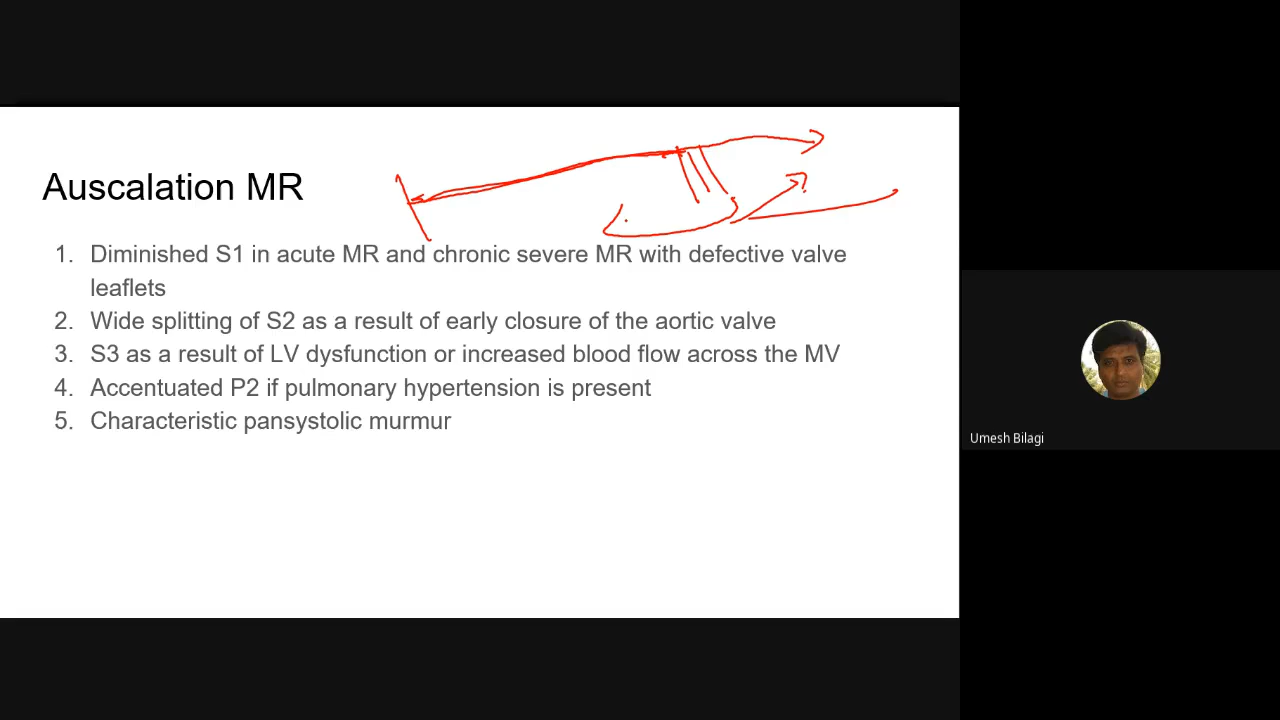 Auscalation MR
1. Diminished S1 in acute MR and chronic severe MR with defective valve
leaflets
2. Wide splitting of S2 as a result of early closure of the aortic valve
3. S3 as a result of LV dysfunction or increased blood flow across the MV
4. Accentuated P2 if pulmonary hypertension is present
5. Characteristic pansystolic murmur
Umesh Bilagi